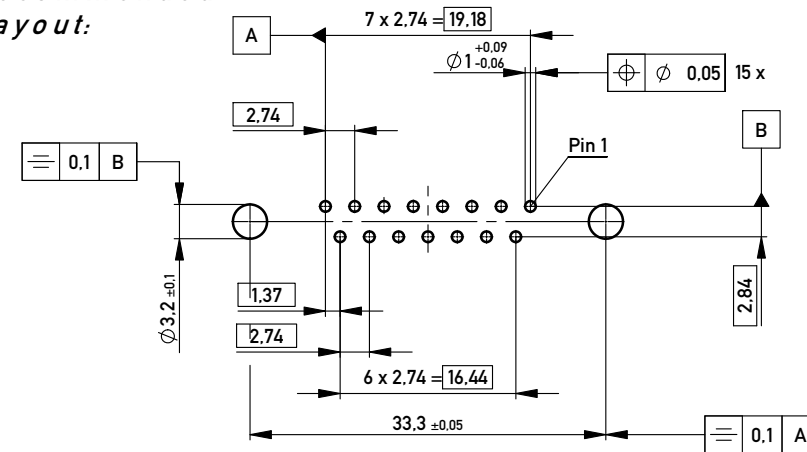 ayout:
A
7 x 2,74 = 19,18
Ø1 +0,09 -0,06
⌖ Ø 0,05 15 x
2,74
B
Pin 1
⌯ 0,1 B
Ø3,2 ±0,1
1,37
2,84
2,74
6 x 2,74 = 16,44
33,3 ±0,05
⌯ 0,1 A